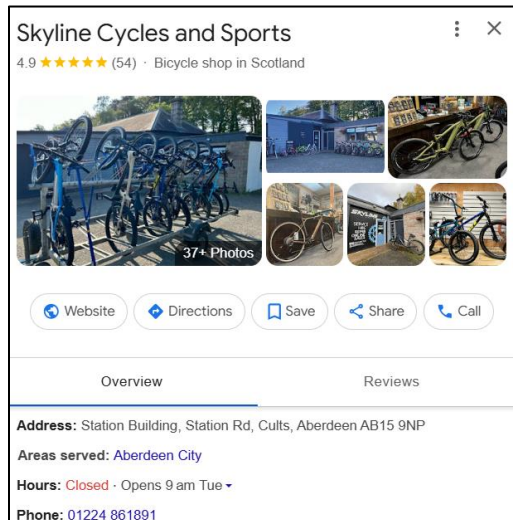 Skyline Cycles and Sports
4.9 ★★★★★ (54) · Bicycle shop in Scotland
37+ Photos
SKYLINE
Website Directions Save Share Call
Overview Reviews
Address: Station Building, Station Rd, Cults, Aberdeen AB15 9NP
Areas served: Aberdeen City
Hours: Closed · Opens 9 am Tue
Phone: 01224 861891